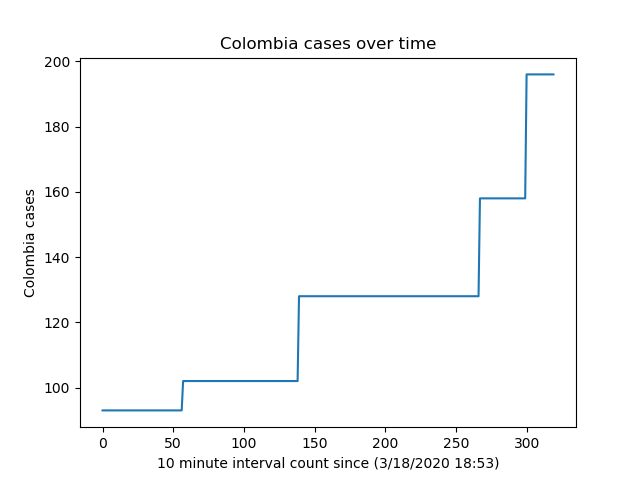 Colombia cases over time
200
180
160
140
120
100
Colombia cases
0 50 100 150 200 250 300
10 minute interval count since (3/18/2020 18:53)